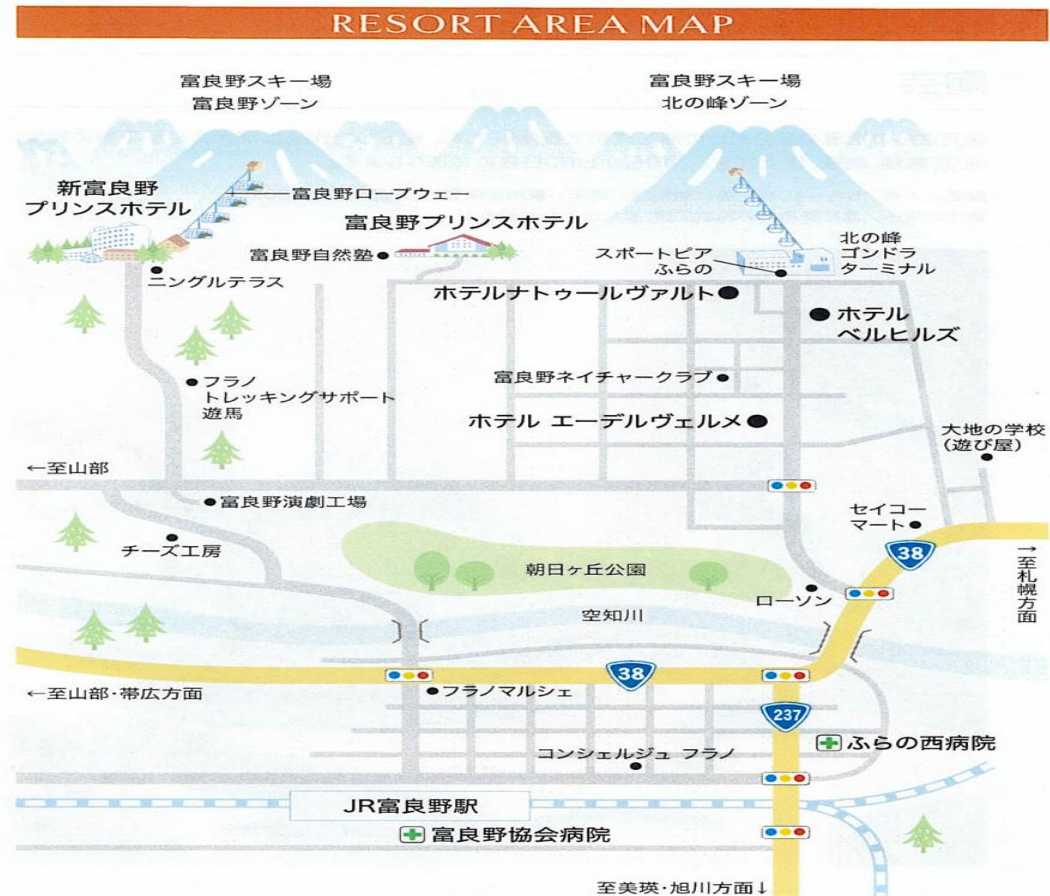 RESORT AREA MAP
富良野スキー場
富良野ゾーン
富良野スキー場
北の峰ゾーン
新富良野
プリンスホテル
富良野ロープウェー
富良野プリンスホテル
富良野自然塾
ニングルテラス
スポートピア
ふらの
北の峰
ゴンドラ
ターミナル
ホテルナトゥールヴァルト
ホテル
ベルヒルズ
フラノ
トレッキングサポート
遊馬
富良野ネイチャークラブ
ホテル エーデルヴェルメ
大地の学校
(遊び屋)
←至山部
富良野演劇工場
チーズ工房
セイコー
マート
38
→至札幌方面
朝日ヶ丘公園
ローソン
空知川
←至山部・帯広方面
38
フラノマルシェ
237
ふらの西病院
コンシェルジュ フラノ
JR富良野駅
富良野協会病院
至美瑛・旭川方面↓